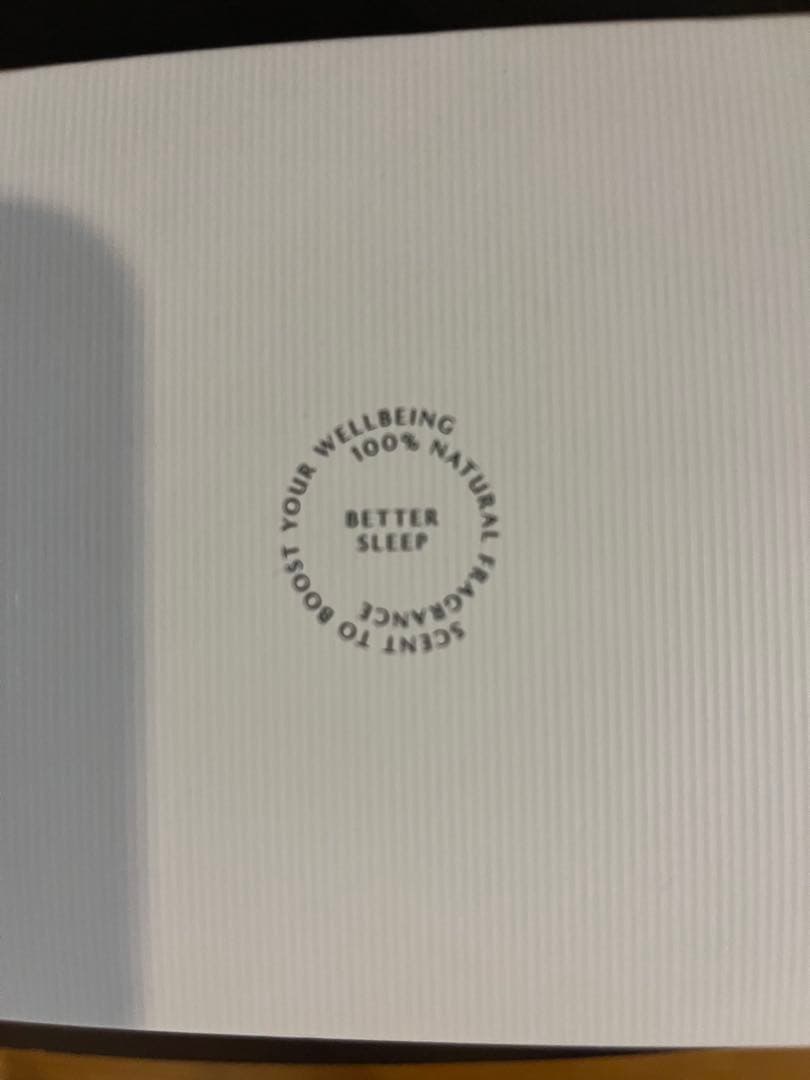 SCENT TO BOOST YOUR WELLBEING
100% NATURAL FRAGRANCE
BETTER
SLEEP